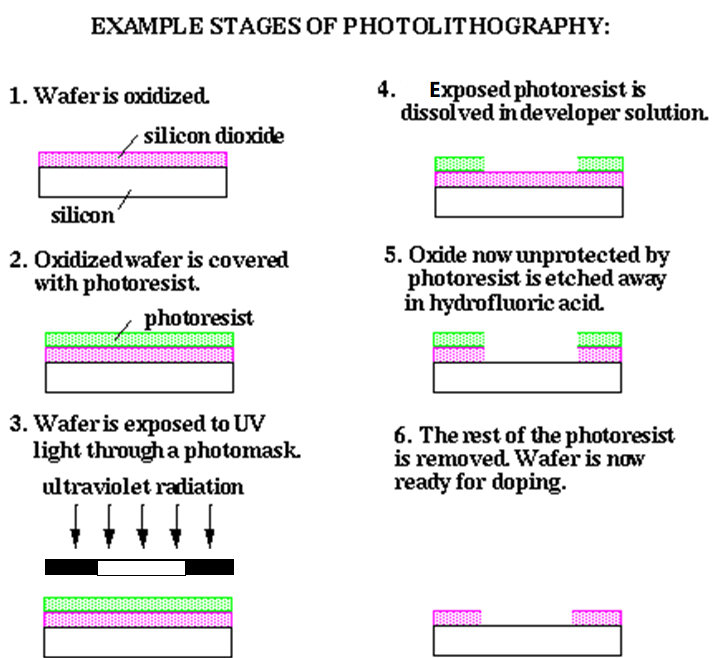 EXAMPLE STAGES OF PHOTOLITHOGRAPHY:
1. Wafer is oxidized.
silicon dioxide
silicon
2. Oxidized wafer is covered
with photoresist.
photoresist
3. Wafer is exposed to UV
light through a photomask.
ultraviolet radiation
4. Exposed photoresist is
dissolved in developer solution.
5. Oxide now unprotected by
photoresist is etched away
in hydrofluoric acid.
6. The rest of the photoresist
is removed. Wafer is now
ready for doping.